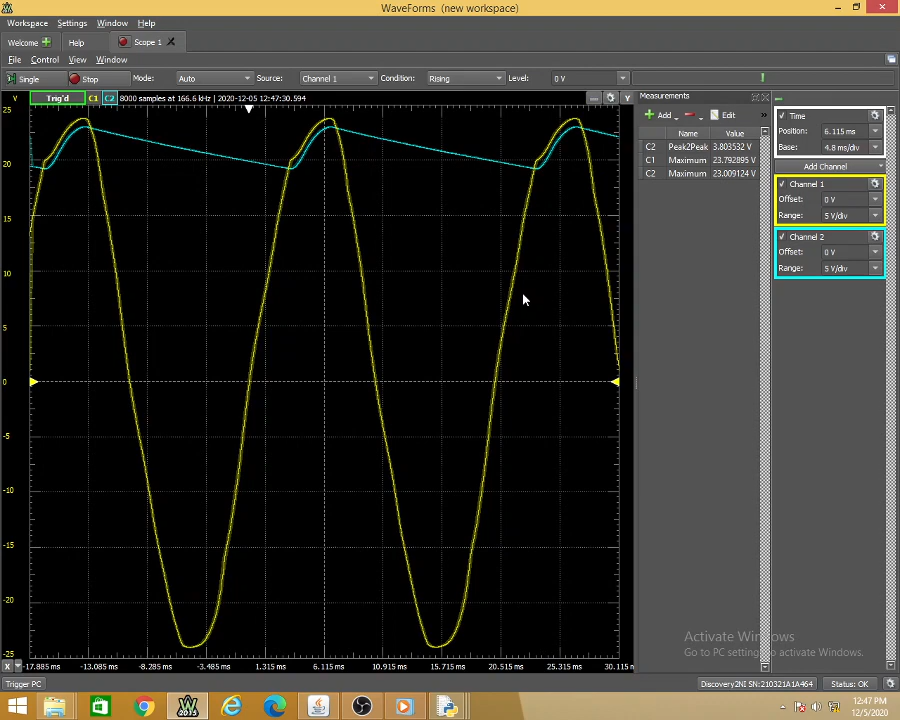 WaveForms (new workspace)
Workspace Settings Window Help
Welcome Help Scope 1
File Control View Window
Single Stop Mode: Auto Source: Channel 1 Condition: Rising Level: 0 V
V Trig'd C1 C2 8000 samples at 166.6 kHz | 2020-12-05 12:47:30.594 Y
25
20
15
10
5
0
-5
-10
-15
-20
-25
X -17.885 ms -13.085 ms -8.285 ms -3.485 ms 1.315 ms 6.115 ms 10.915 ms 15.715 ms 20.515 ms 25.315 ms 30.115 ms
Measurements
Add Edit »
Name Value
C2 Peak2Peak 3.803532 V
C1 Maximum 23.792895 V
C2 Maximum 23.009124 V
Time
Position: 6.115 ms
Base: 4.8 ms/div
Add Channel
Channel 1
Offset: 0 V
Range: 5 V/div
Channel 2
Offset: 0 V
Range: 5 V/div
Activate Windows
Go to PC settings to activate Windows.
Trigger PC Discovery2NI SN:210321A1A464 Status: OK
2015
12:47 PM
12/5/2020